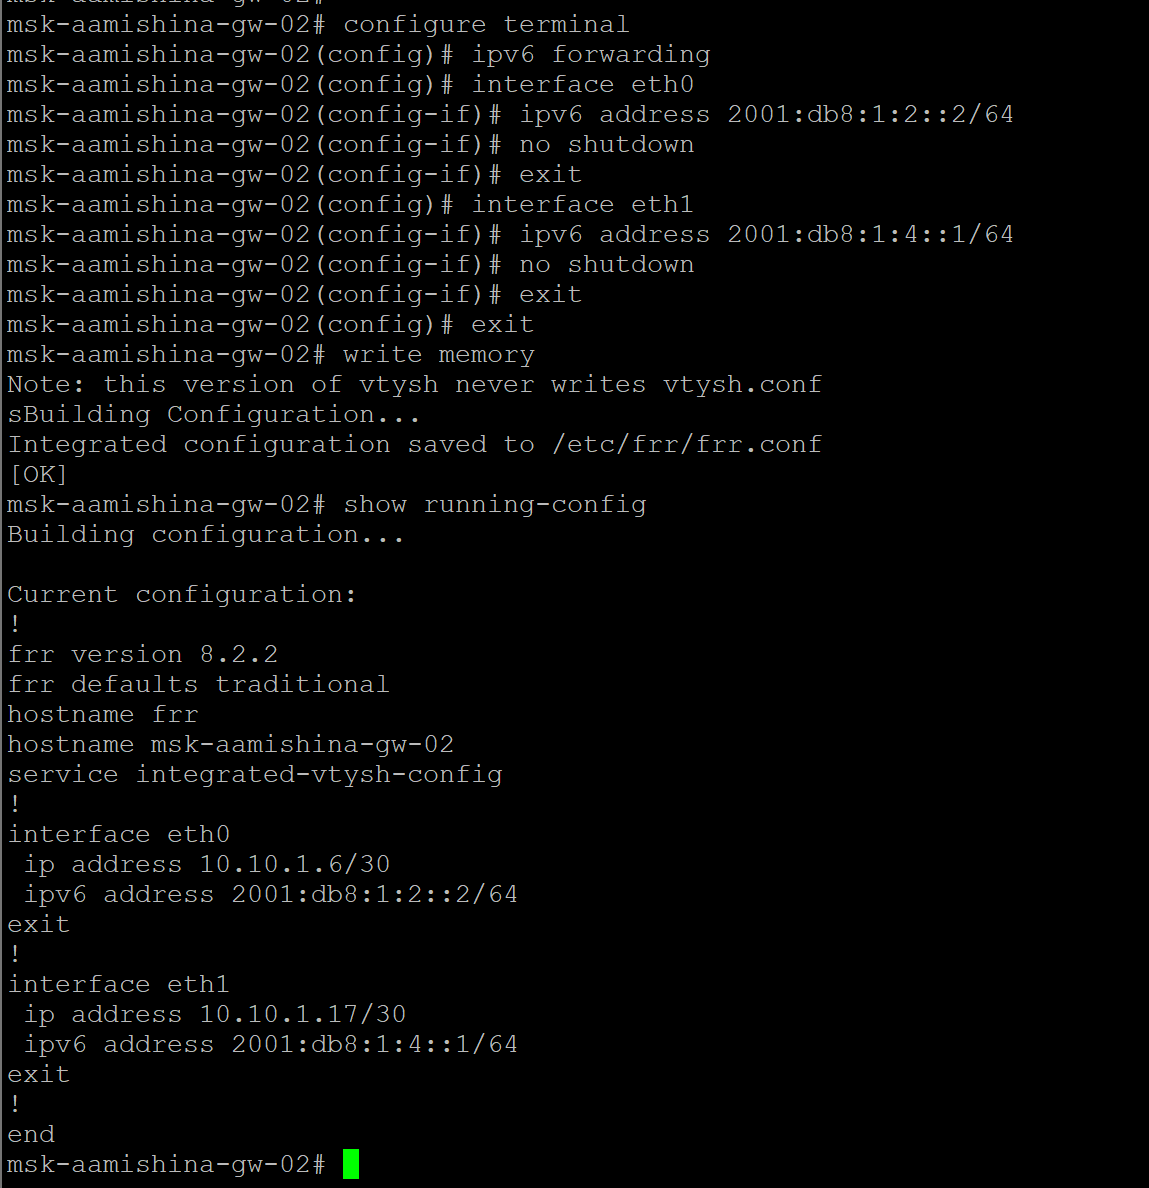 msk-aamishina-gw-02#
msk-aamishina-gw-02# configure terminal
msk-aamishina-gw-02(config)# ipv6 forwarding
msk-aamishina-gw-02(config)# interface eth0
msk-aamishina-gw-02(config-if)# ipv6 address 2001:db8:1:2::2/64
msk-aamishina-gw-02(config-if)# no shutdown
msk-aamishina-gw-02(config-if)# exit
msk-aamishina-gw-02(config)# interface eth1
msk-aamishina-gw-02(config-if)# ipv6 address 2001:db8:1:4::1/64
msk-aamishina-gw-02(config-if)# no shutdown
msk-aamishina-gw-02(config-if)# exit
msk-aamishina-gw-02(config)# exit
msk-aamishina-gw-02# write memory
Note: this version of vtysh never writes vtysh.conf
sBuilding Configuration...
Integrated configuration saved to /etc/frr/frr.conf
[OK]
msk-aamishina-gw-02# show running-config
Building configuration...

Current configuration:
!
frr version 8.2.2
frr defaults traditional
hostname frr
hostname msk-aamishina-gw-02
service integrated-vtysh-config
!
interface eth0
 ip address 10.10.1.6/30
 ipv6 address 2001:db8:1:2::2/64
exit
!
interface eth1
 ip address 10.10.1.17/30
 ipv6 address 2001:db8:1:4::1/64
exit
!
end
msk-aamishina-gw-02#